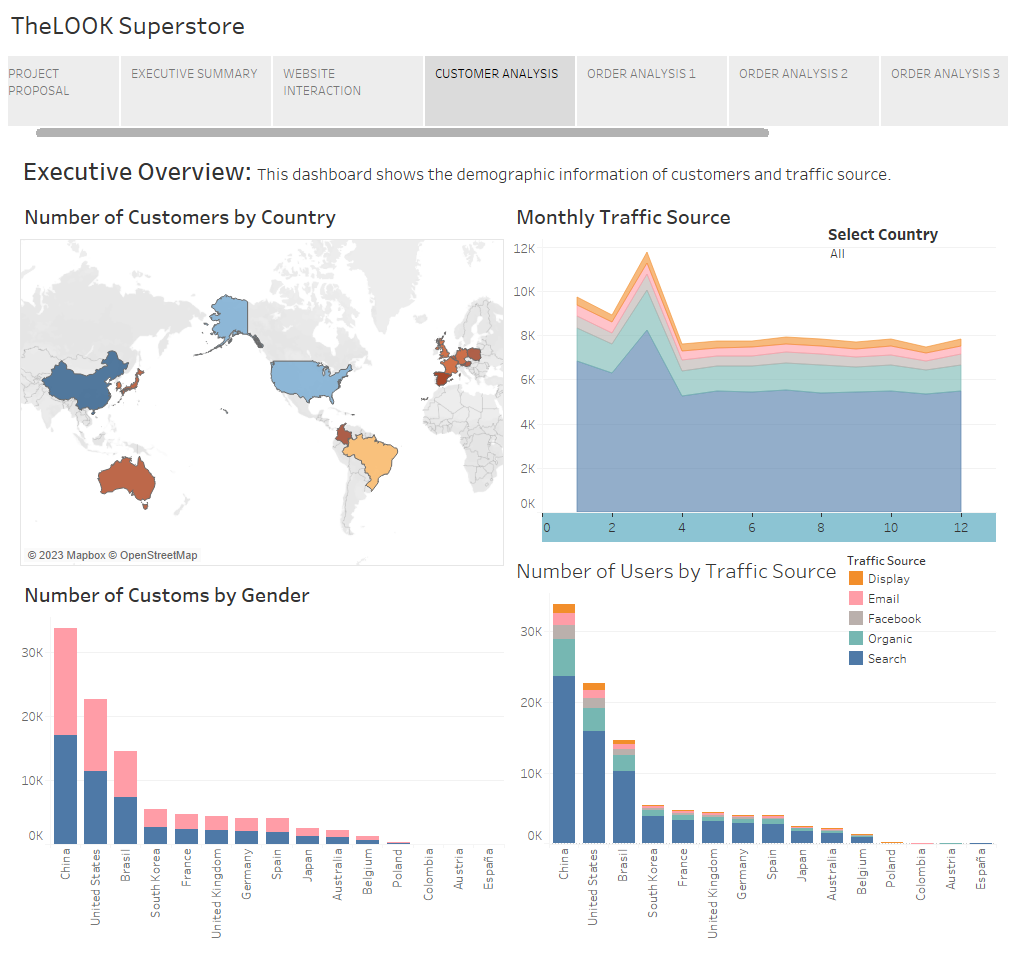 TheLOOK Superstore
PROJECT
PROPOSAL
EXECUTIVE SUMMARY
WEBSITE
INTERACTION
CUSTOMER ANALYSIS
ORDER ANALYSIS 1
ORDER ANALYSIS 2
ORDER ANALYSIS 3
Executive Overview: This dashboard shows the demographic information of customers and traffic source.
Number of Customers by Country
© 2023 Mapbox © OpenStreetMap
Monthly Traffic Source
Select Country
All
12K
10K
8K
6K
4K
2K
0K
0 2 4 6 8 10 12
Number of Customs by Gender
30K
20K
10K
0K
China
United States
Brasil
South Korea
France
United Kingdom
Germany
Spain
Japan
Australia
Belgium
Poland
Colombia
Austria
España
Number of Users by Traffic Source
Traffic Source
Display
Email
Facebook
Organic
Search
30K
20K
10K
0K
China
United States
Brasil
South Korea
France
United Kingdom
Germany
Spain
Japan
Australia
Belgium
Poland
Colombia
Austria
España